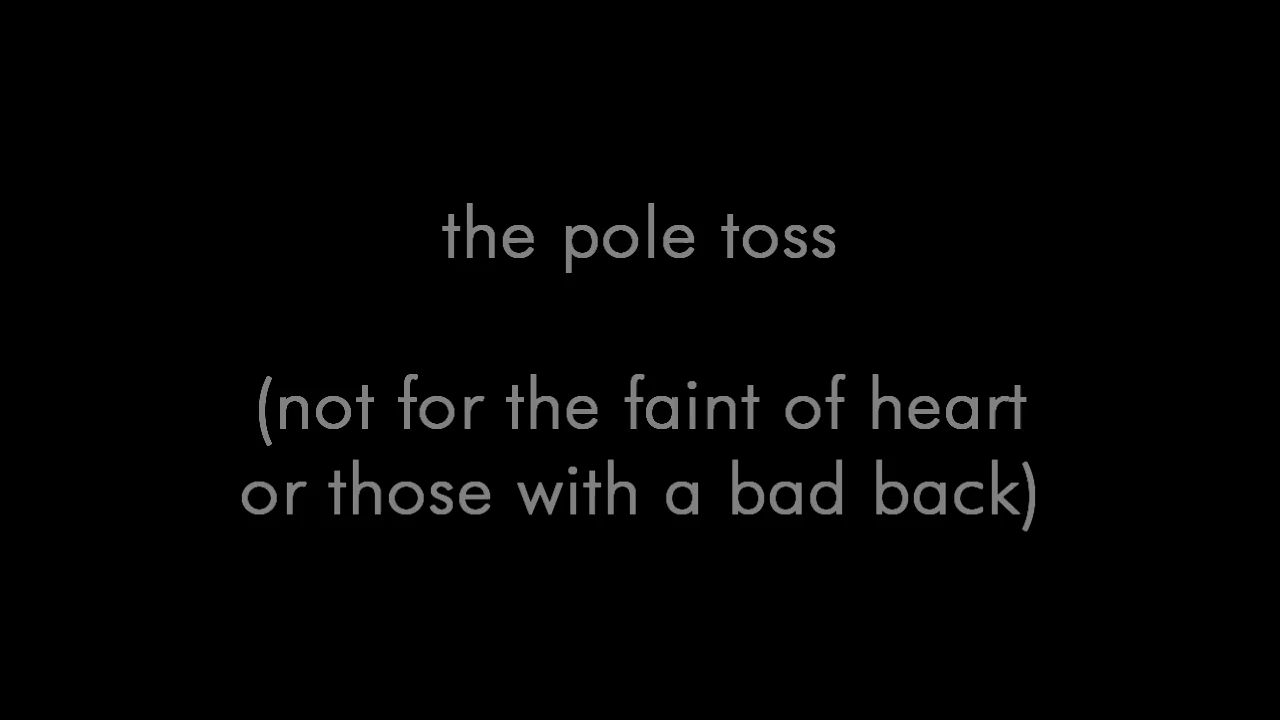 the pole toss
(not for the faint of heart
or those with a bad back)